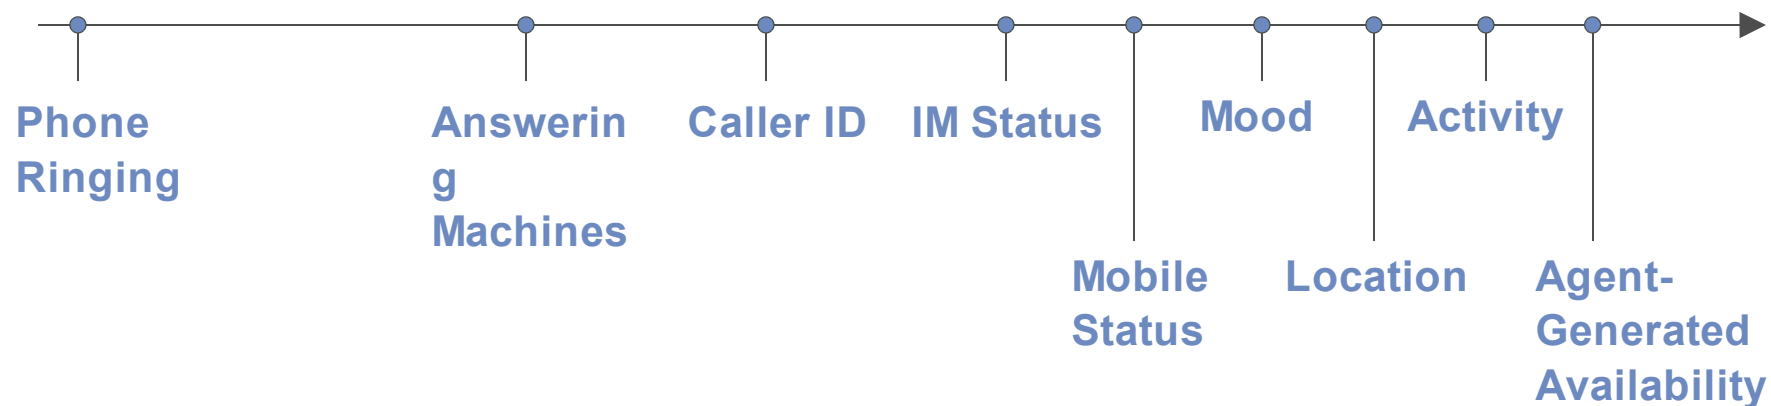 Phone
Ringing
Answerin
g
Machines
Caller ID
IM Status
Mobile
Status
Mood
Location
Activity
Agent-
Generated
Availability